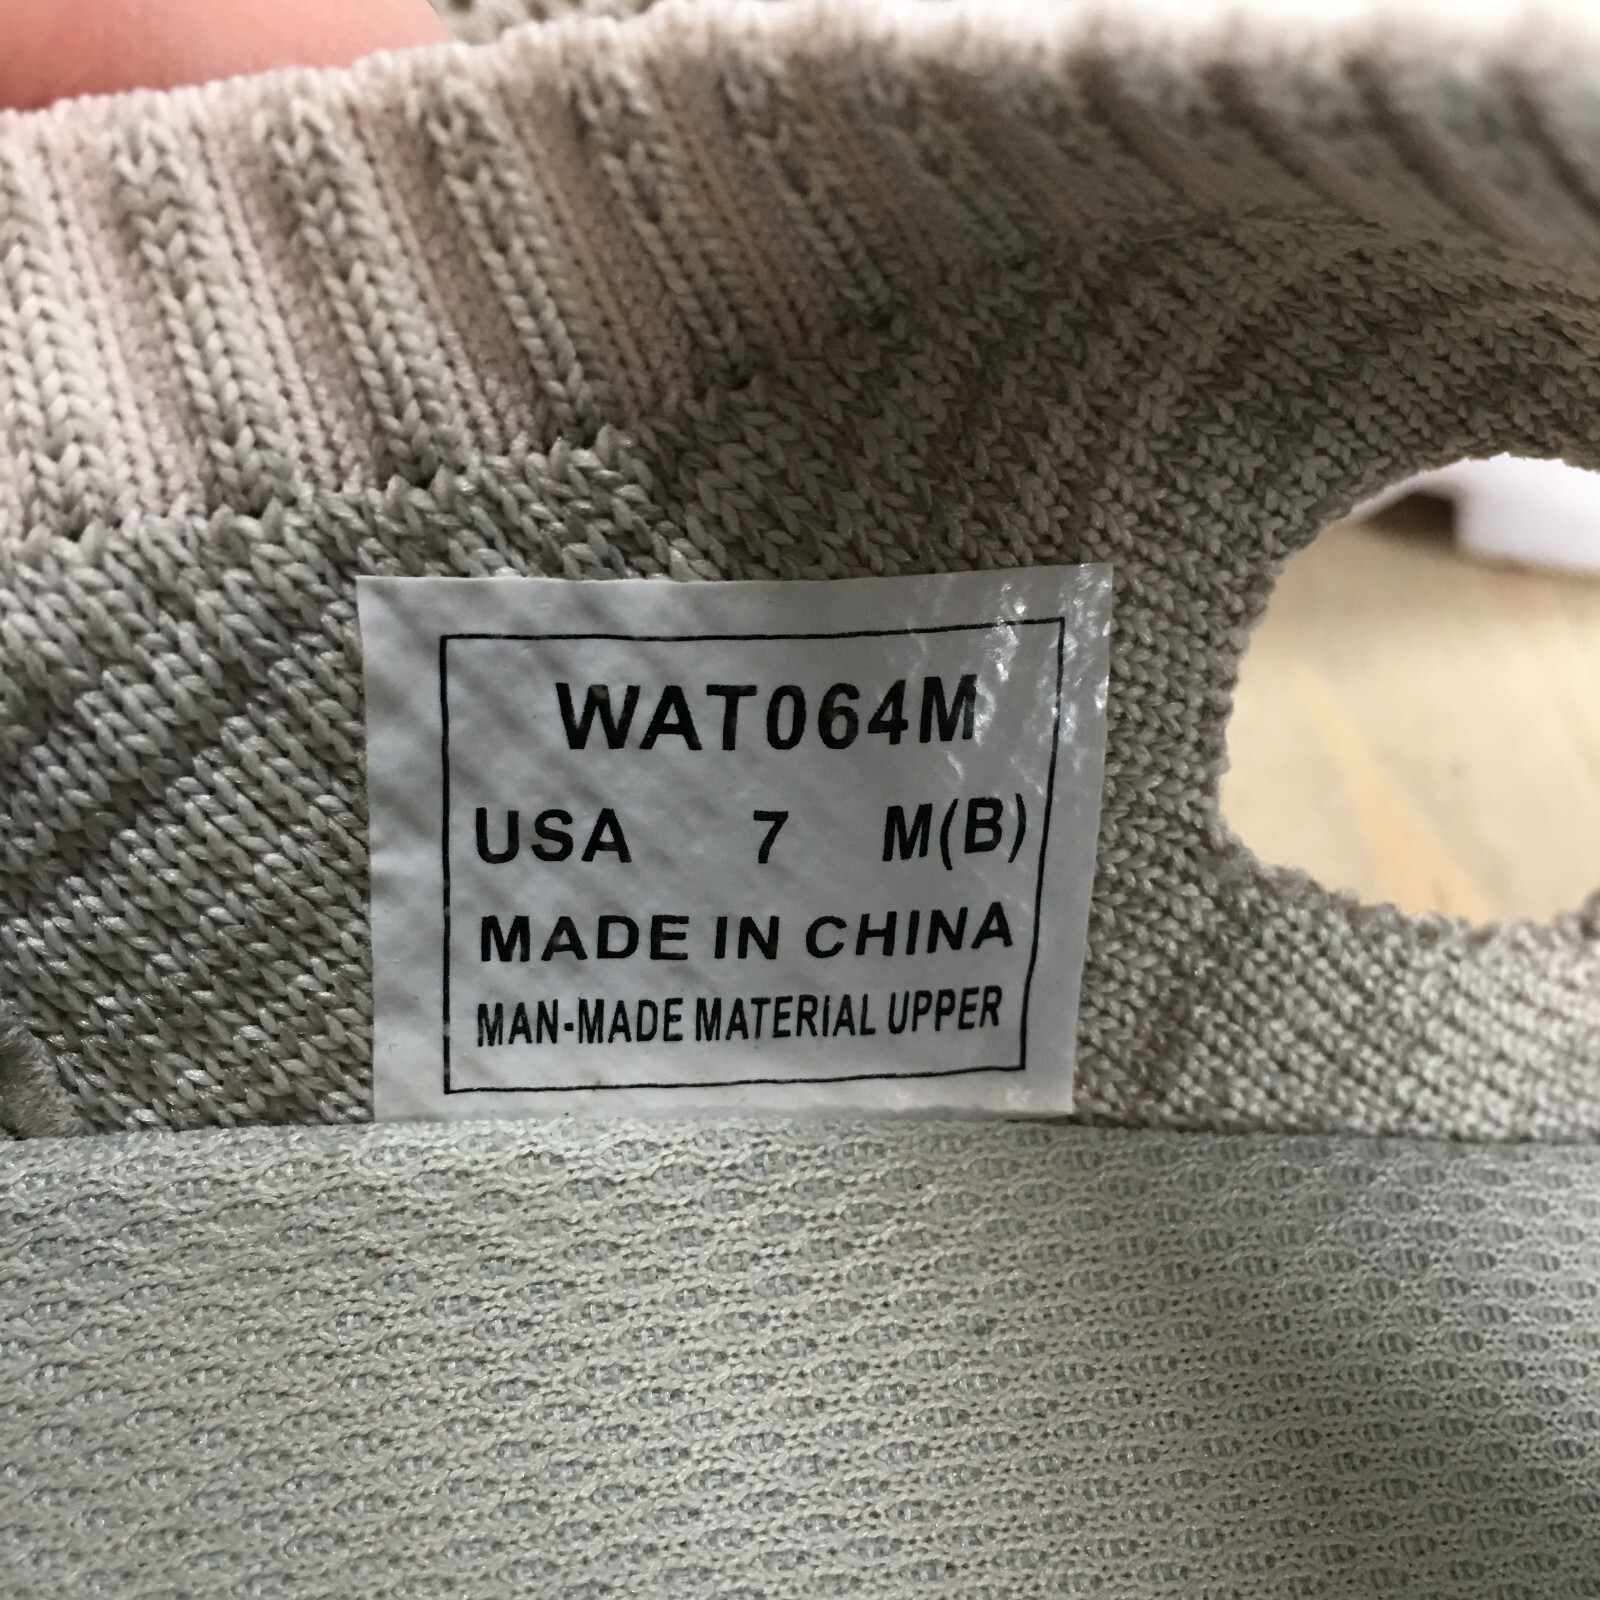 WAT064M
USA 7 M(B)
MADE IN CHINA
MAN-MADE MATERIAL UPPER